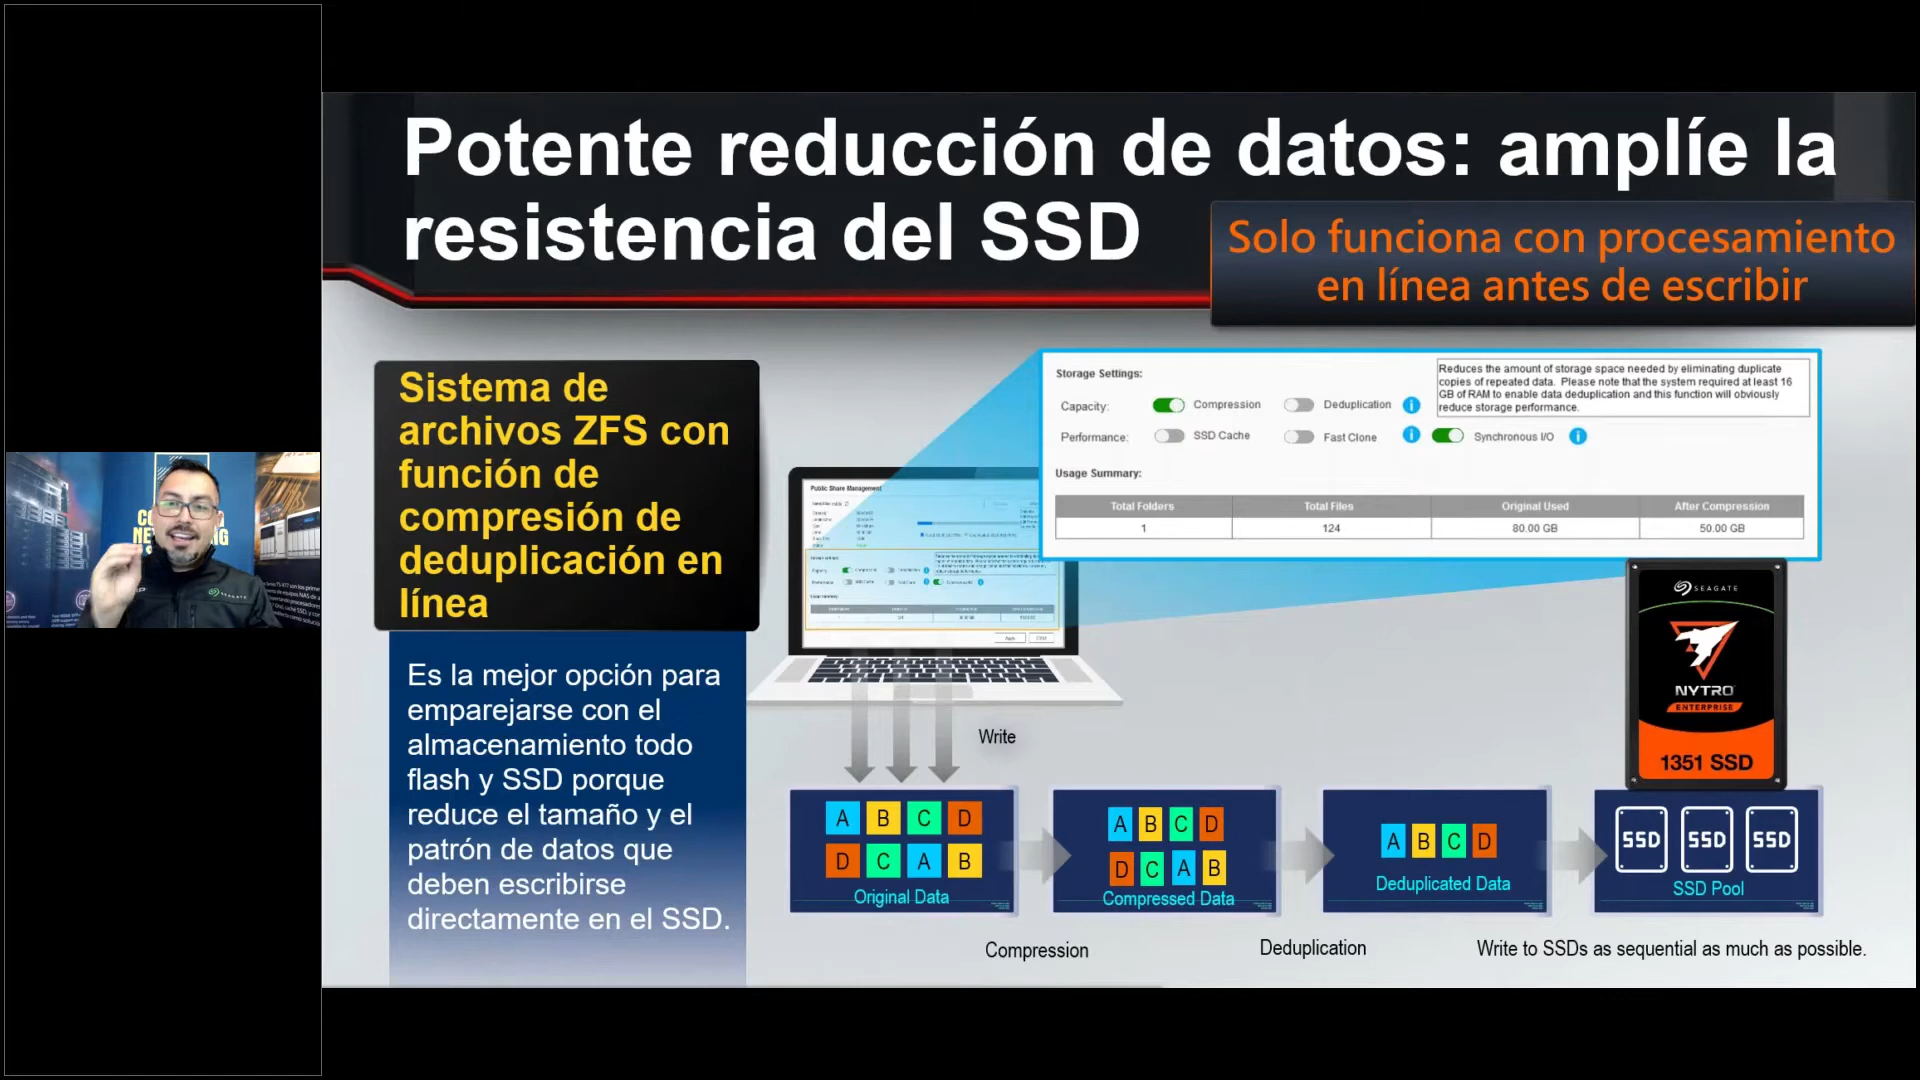 Potente reducción de datos: amplíe la
resistencia del SSD
Solo funciona con procesamiento
en línea antes de escribir
Sistema de
archivos ZFS con
función de
compresión de
deduplicación en
línea
Es la mejor opción para
emparejarse con el
almacenamiento todo
flash y SSD porque
reduce el tamaño y el
patrón de datos que
deben escribirse
directamente en el SSD.
Storage Settings:
Capacity: Compression Deduplication
Performance: SSD Cache Fast Clone Synchronous I/O
Reduces the amount of storage space needed by eliminating duplicate
copies of repeated data. Please note that the system required at least 16
GB of RAM to enable data deduplication and this function will obviously
reduce storage performance.
Usage Summary:
Total Folders Total Files Original Used After Compression
1 124 80.00 GB 50.00 GB
Public Share Management
SEAGATE
NYTRO
ENTERPRISE
1351 SSD
Write
A B C D
D C A B
Original Data
A B C D
D C A B
Compressed Data
A B C D
Deduplicated Data
SSD SSD SSD
SSD Pool
Compression
Deduplication
Write to SSDs as sequential as much as possible.
SEAGATE